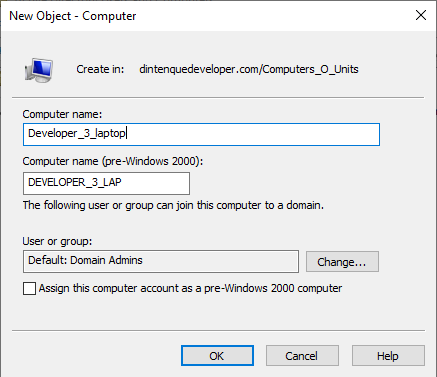 New Object - Computer
Create in: dintenquedeveloper.com/Computers_O_Units
Computer name:
Developer_3_laptop
Computer name (pre-Windows 2000):
DEVELOPER_3_LAP
The following user or group can join this computer to a domain.
User or group:
Default: Domain Admins
Change...
Assign this computer account as a pre-Windows 2000 computer
OK Cancel Help